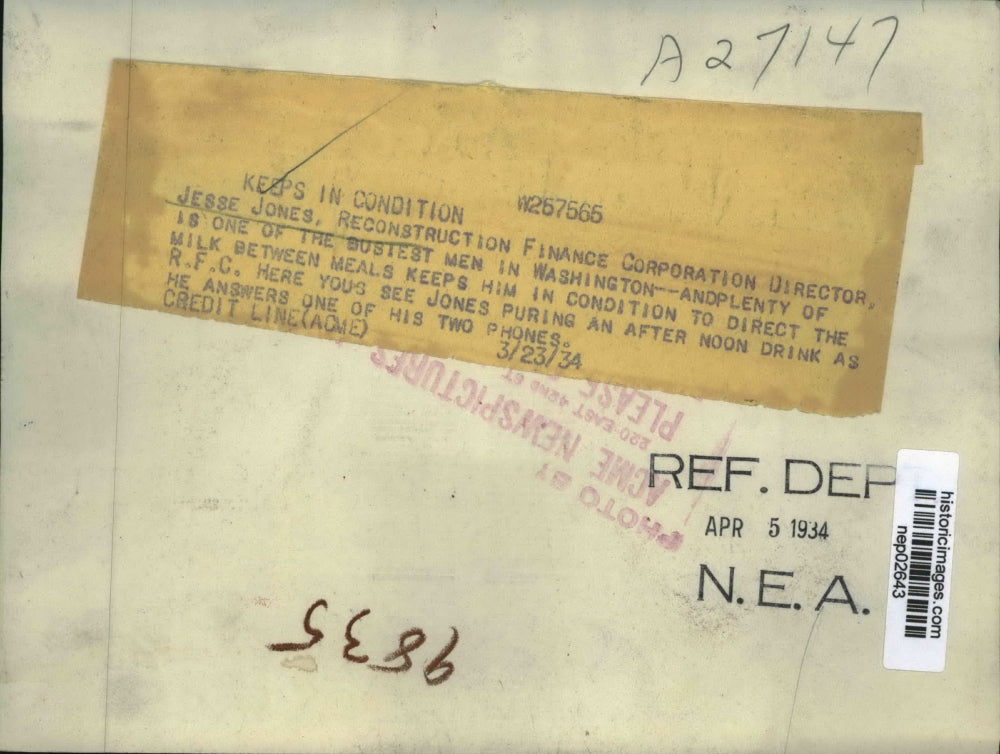 A27147
KEEPS IN CONDITION W257565
JESSE JONES, RECONSTRUCTION FINANCE CORPORATION DIRECTOR,
IS ONE OF THE BUSIEST MEN IN WASHINGTON--ANDPLENTY OF
MILK BETWEEN MEALS KEEPS HIM IN CONDITION TO DIRECT THE
R.F.C. HERE YOUS SEE JONES PURING AN AFTER NOON DRINK AS
HE ANSWERS ONE OF HIS TWO PHONES.
CREDIT LINE(ACME) 3/23/34
PHOTO BY
ACME NEWSPICTURES
220 EAST 42ND ST
PLEASE
REF. DEP
APR 5 1934
N.E.A.
historicimages.com
nep02643
9835